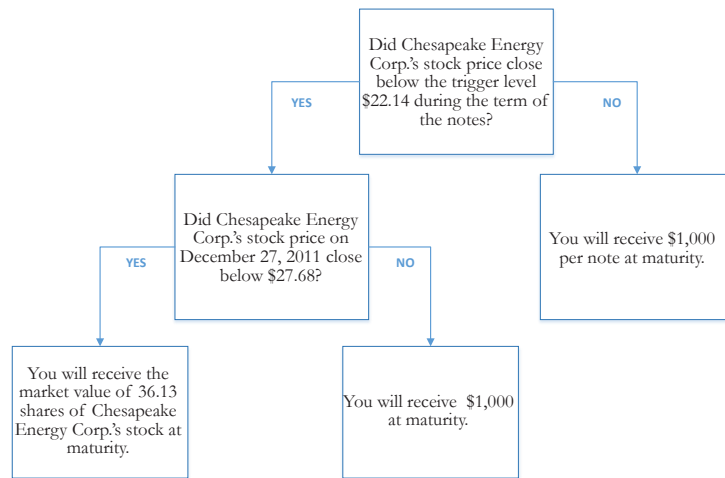 Did Chesapeake Energy
Corp.'s stock price close
below the trigger level
$22.14 during the term of
the notes?
YES
NO
Did Chesapeake Energy
Corp.'s stock price on
December 27, 2011 close
below $27.68?
You will receive $1,000
per note at maturity.
YES
NO
You will receive the
market value of 36.13
shares of Chesapeake
Energy Corp.'s stock at
maturity.
You will receive $1,000
at maturity.